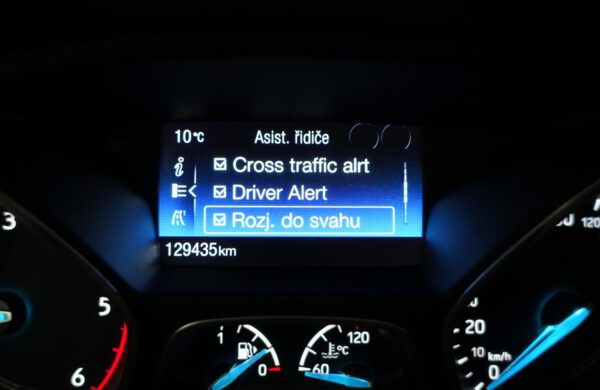 10°C Asist. řidiče
Cross traffic alrt
Driver Alert
Rozj. do svahu
129435km
3
5
6
1
0
120
°C
60
120
20
10 km/h
0